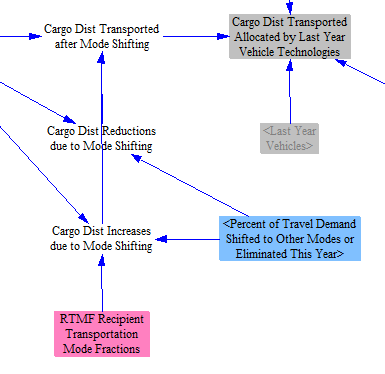 Cargo Dist Transported
after Mode Shifting
Cargo Dist Transported
Allocated by Last Year
Vehicle Technologies
Cargo Dist Reductions
due to Mode Shifting
<Last Year
Vehicles>
Cargo Dist Increases
due to Mode Shifting
<Percent of Travel Demand
Shifted to Other Modes or
Eliminated This Year>
RTMF Recipient
Transportation
Mode Fractions